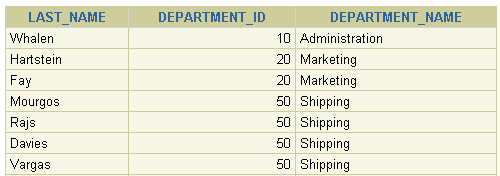 LAST_NAME DEPARTMENT_ID DEPARTMENT_NAME
Whalen 10 Administration
Hartstein 20 Marketing
Fay 20 Marketing
Mourgos 50 Shipping
Rajs 50 Shipping
Davies 50 Shipping
Vargas 50 Shipping